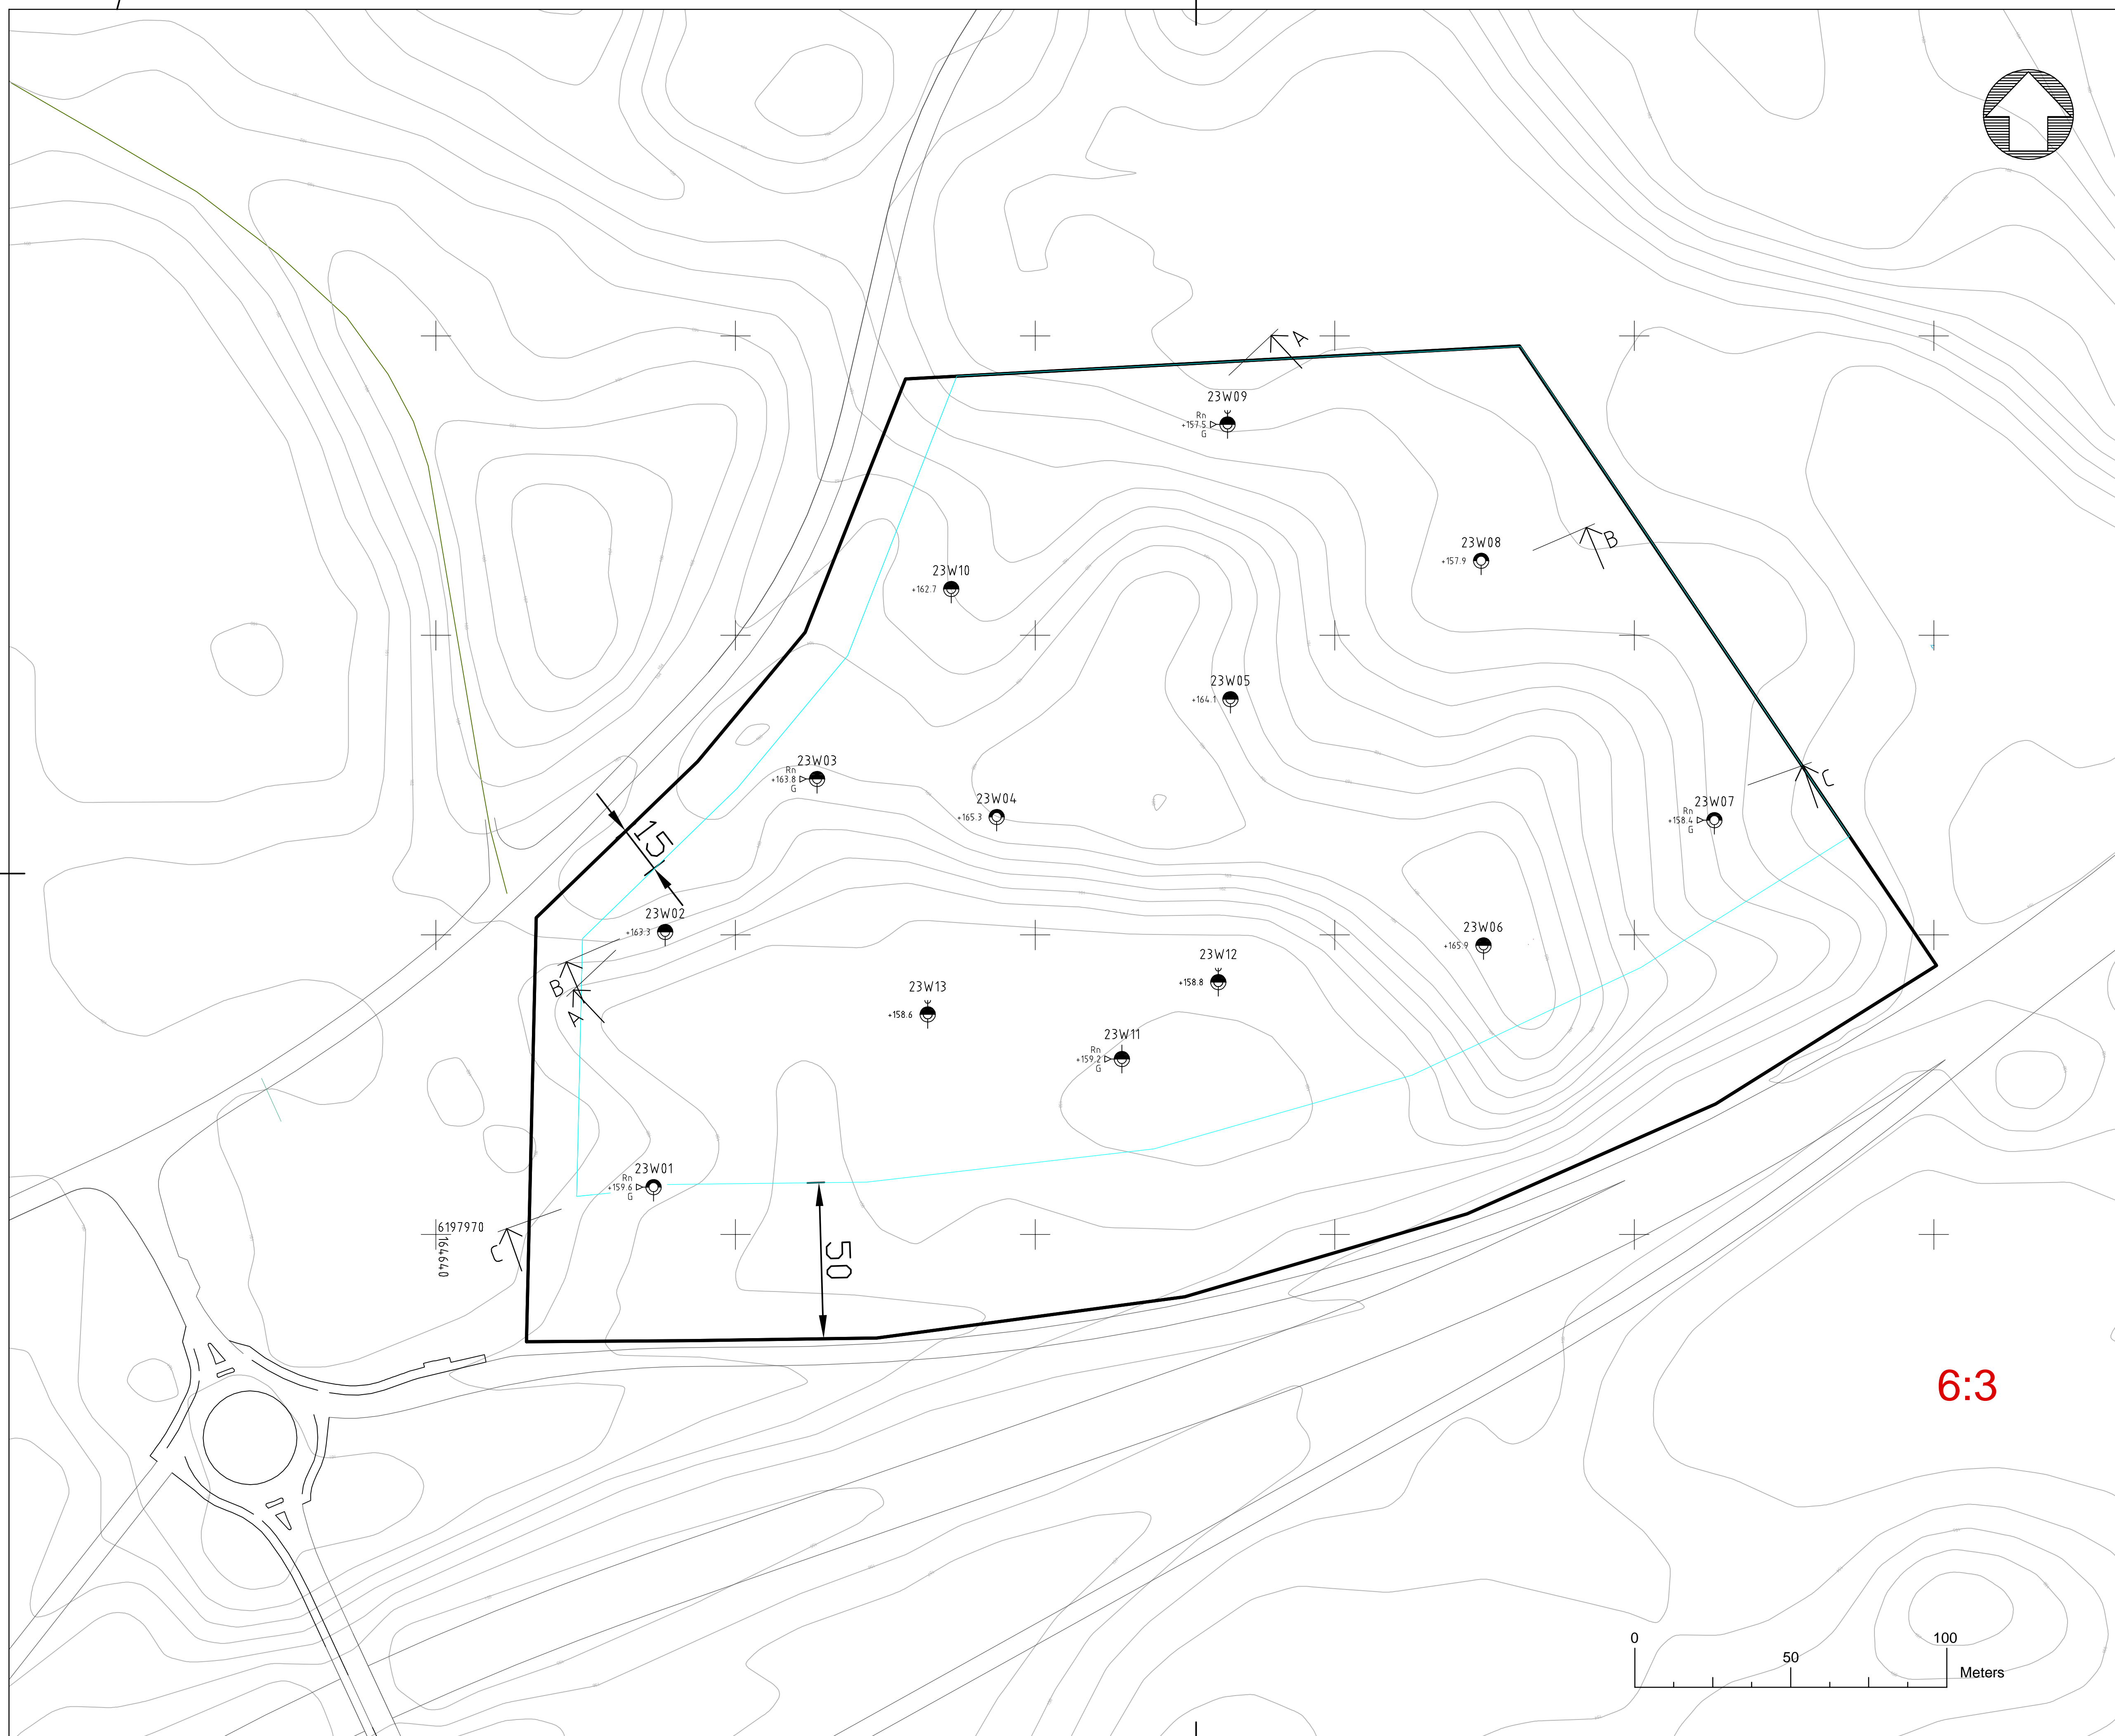 A
23W09
Rn
+157.5
G
B
23W08
+157.9
23W10
+162.7
23W05
+164.1
23W03
Rn
+163.8
G
C
23W04
+165.3
23W07
Rn
+158.4
G
15
23W02
+163.3
23W06
+165.9
B
A
23W12
+158.8
23W13
+158.6
23W11
Rn
+159.2
G
23W01
Rn
+159.6
G
6197970
164640
C
50
6:3
0
50
100
Meters